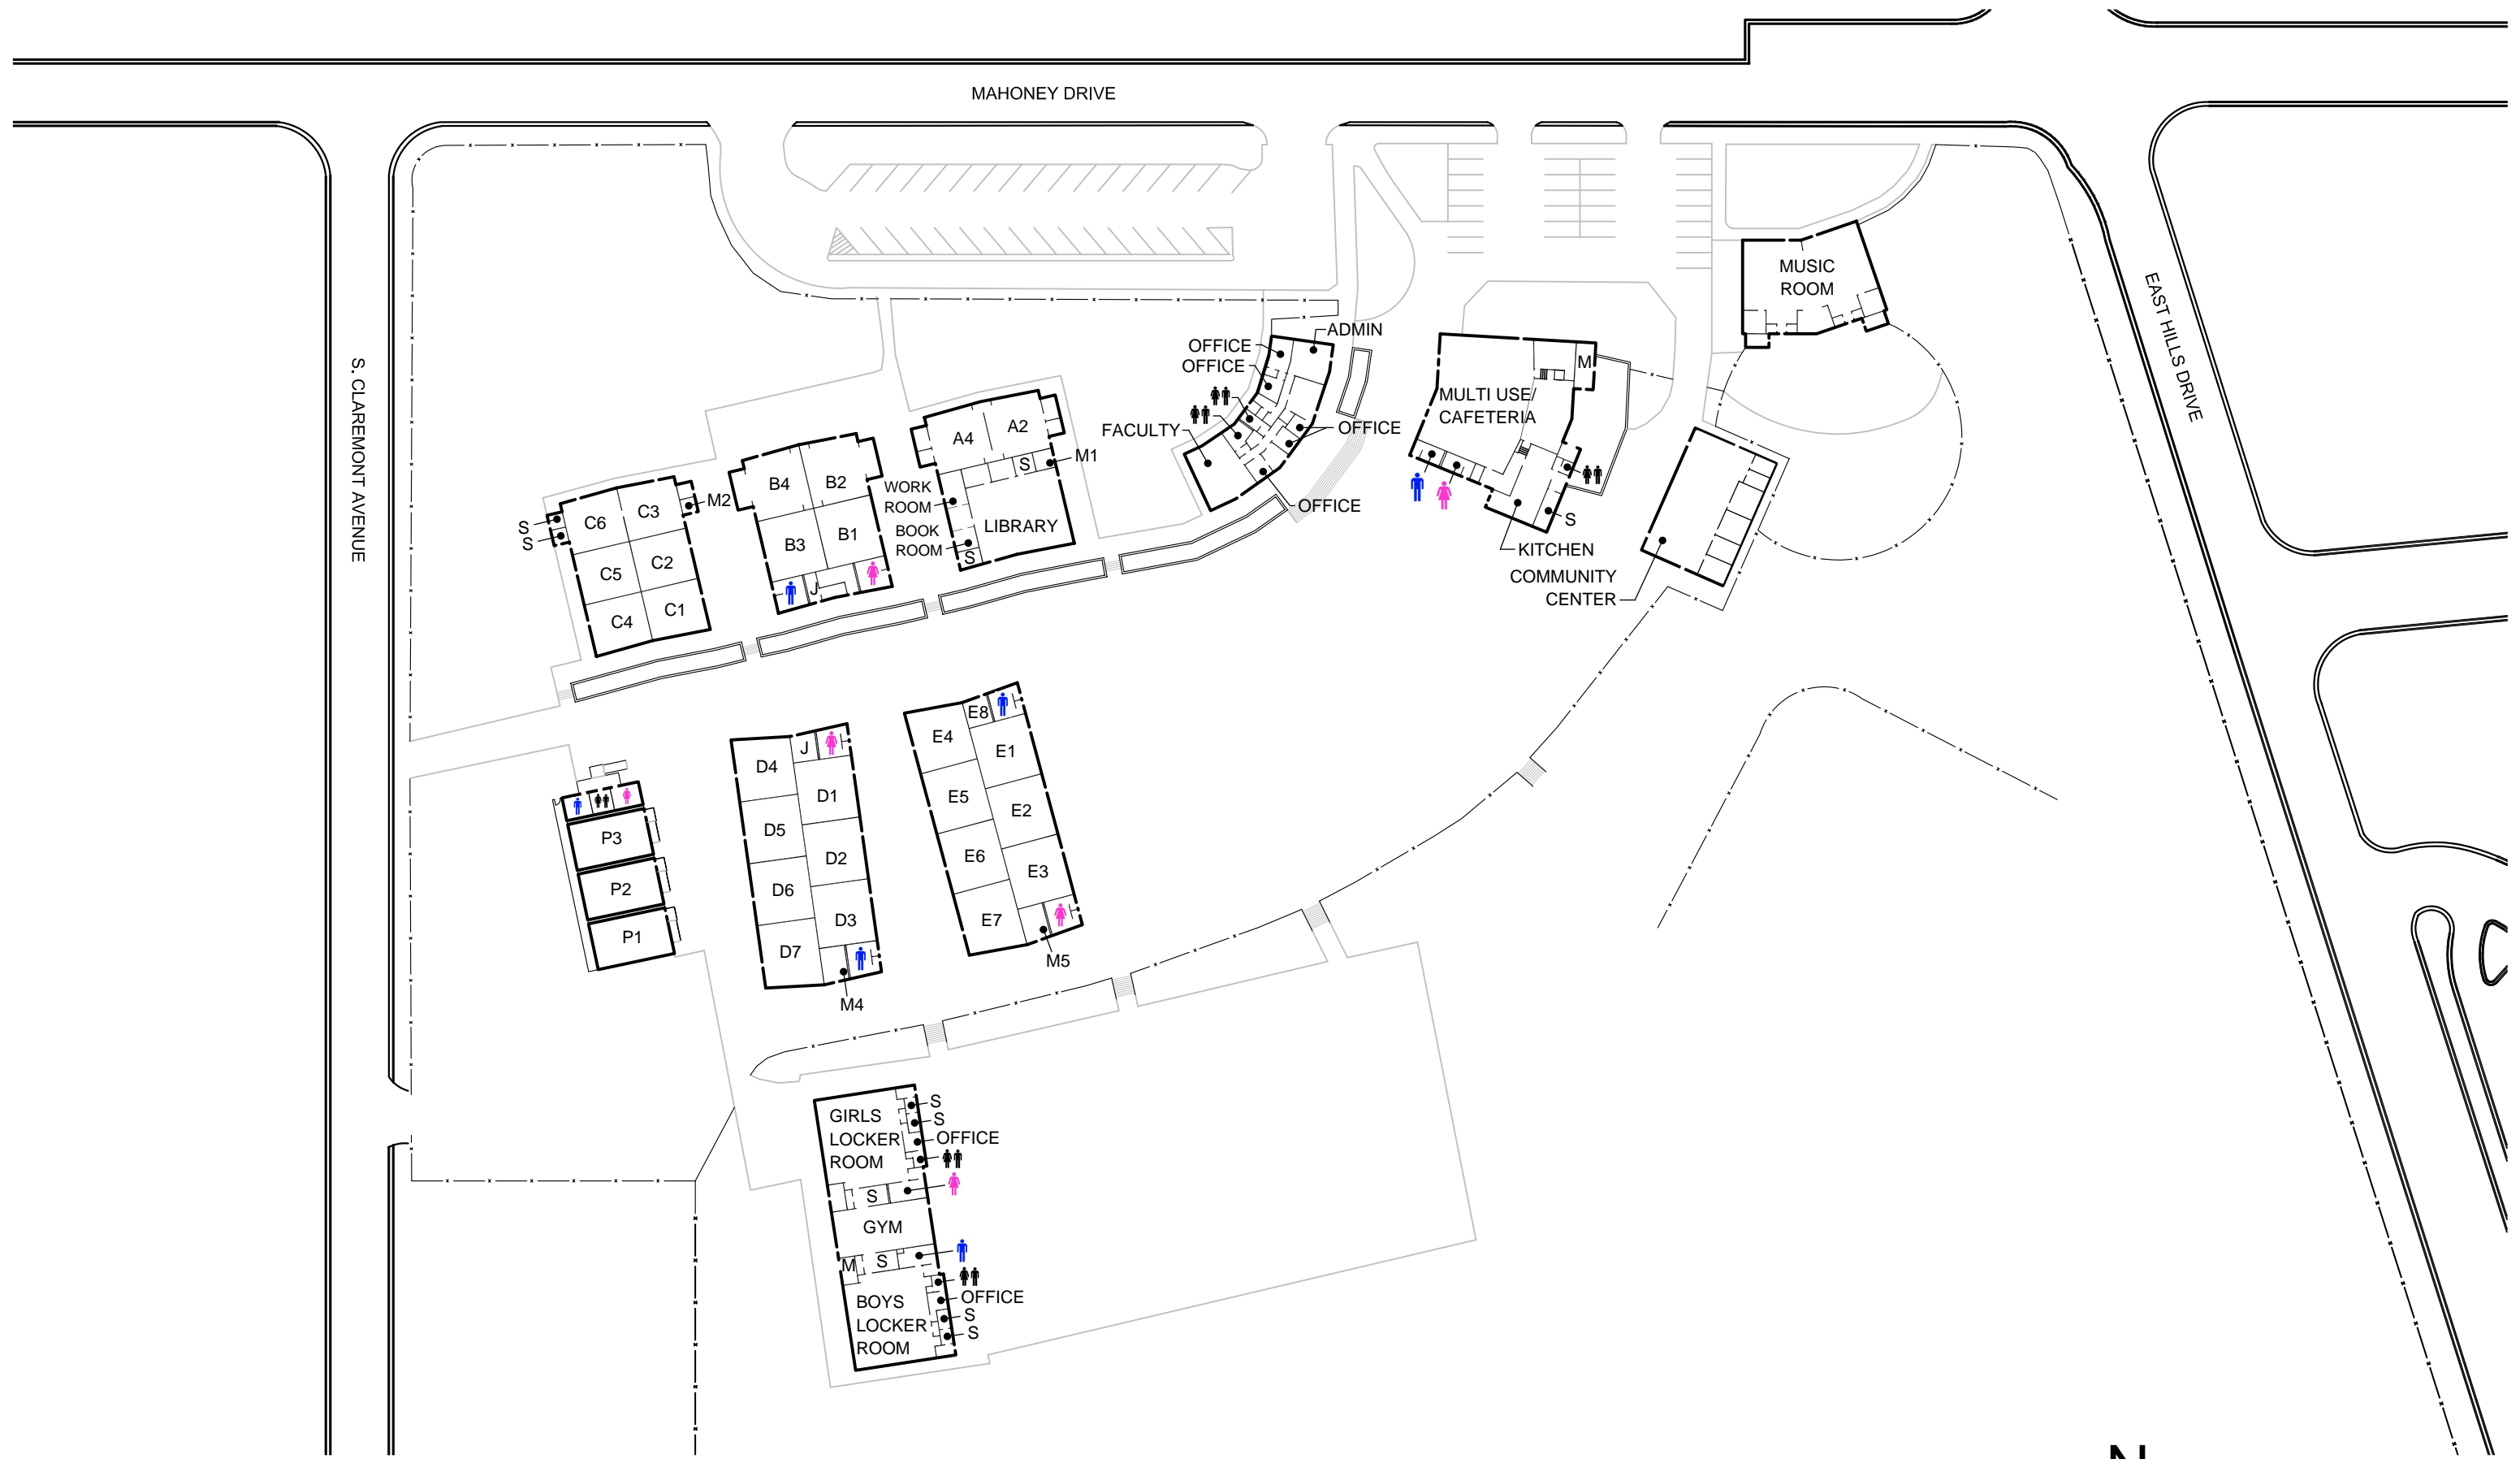 MAHONEY DRIVE
S. CLAREMONT AVENUE
EAST HILLS DRIVE
MUSIC
ROOM
ADMIN
OFFICE
OFFICE
FACULTY
OFFICE
OFFICE
M
MULTI USE/
CAFETERIA
S
KITCHEN
COMMUNITY
CENTER
A4
A2
S
M1
WORK
ROOM
BOOK
ROOM
LIBRARY
S
B4
B2
B3
B1
J
C6
C3
M2
S
S
C5
C2
C4
C1
E8
E4
E1
E5
E2
E6
E3
E7
M5
J
D4
D1
D5
D2
D6
D3
D7
M4
P3
P2
P1
GIRLS
LOCKER
ROOM
S
S
OFFICE
S
GYM
M
S
BOYS
LOCKER
ROOM
OFFICE
S
S
N